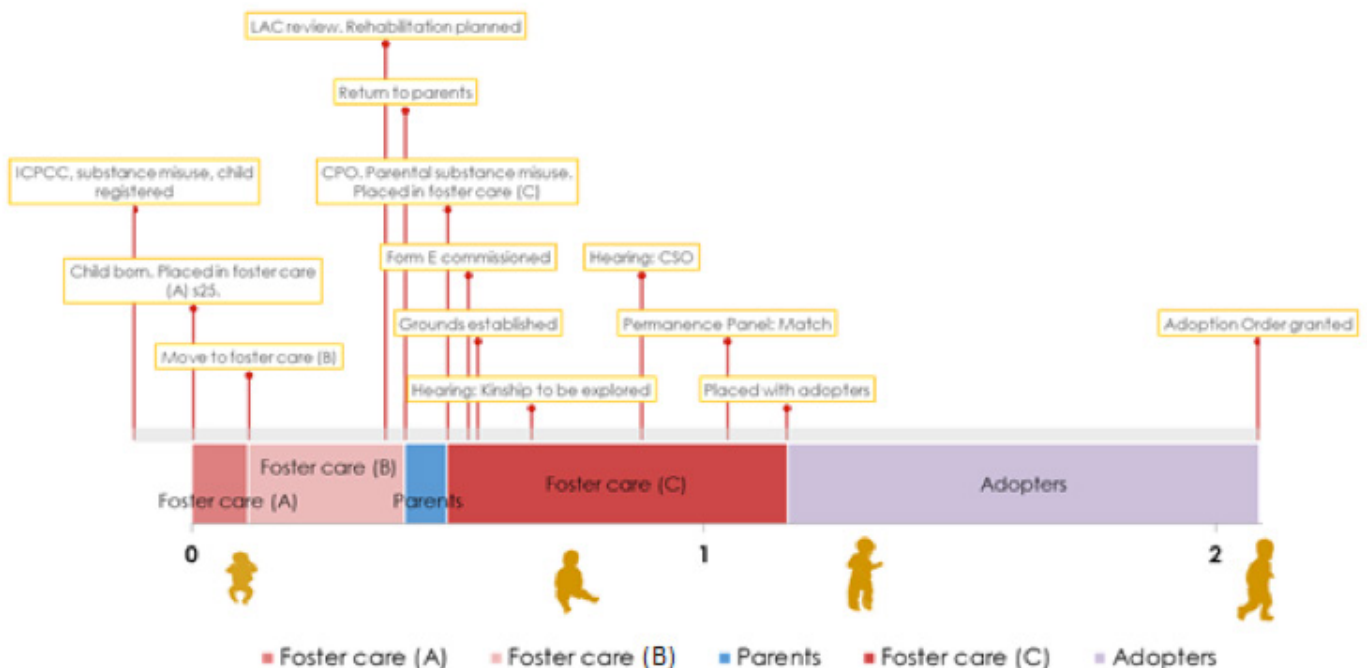 LAC review. Rehabilitation planned
Return to parents
ICPCC, substance misuse, child
registered
CPO. Parental substance misuse.
Placed in foster care (C)
Child born. Placed in foster care
(A) s25.
Form E commissioned
Hearing: CSO
Move to foster care (B)
Grounds established
Permanence Panel: Match
Adoption Order granted
Hearing: Kinship to be explored
Placed with adopters
Foster care (A)
Foster care (B)
Parents
Foster care (C)
Adopters
0
1
2
Foster care (A)
Foster care (B)
Parents
Foster care (C)
Adopters